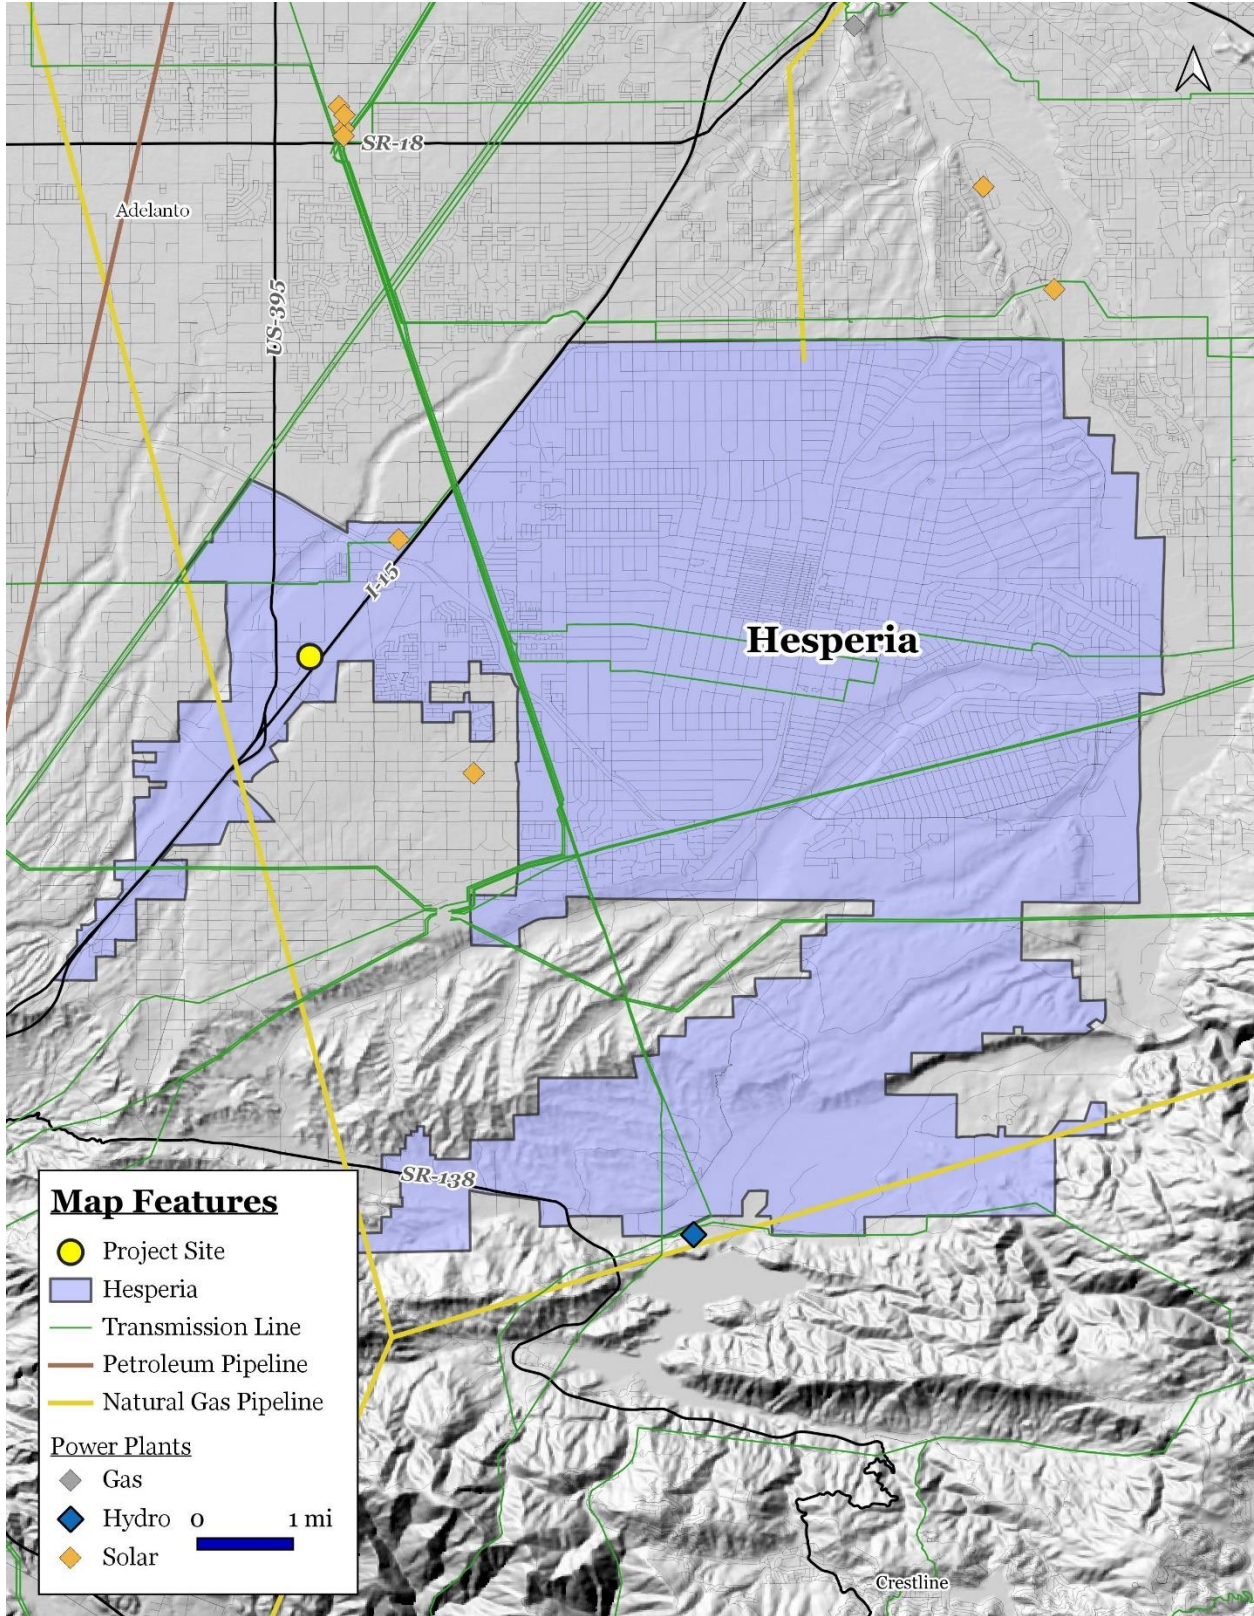 SR-18
Adelanto
US-395
I-15
Hesperia
SR-138
Map Features
Project Site
Hesperia
Transmission Line
Petroleum Pipeline
Natural Gas Pipeline
Power Plants
Gas
Hydro
0 1 mi
Solar
Crestline